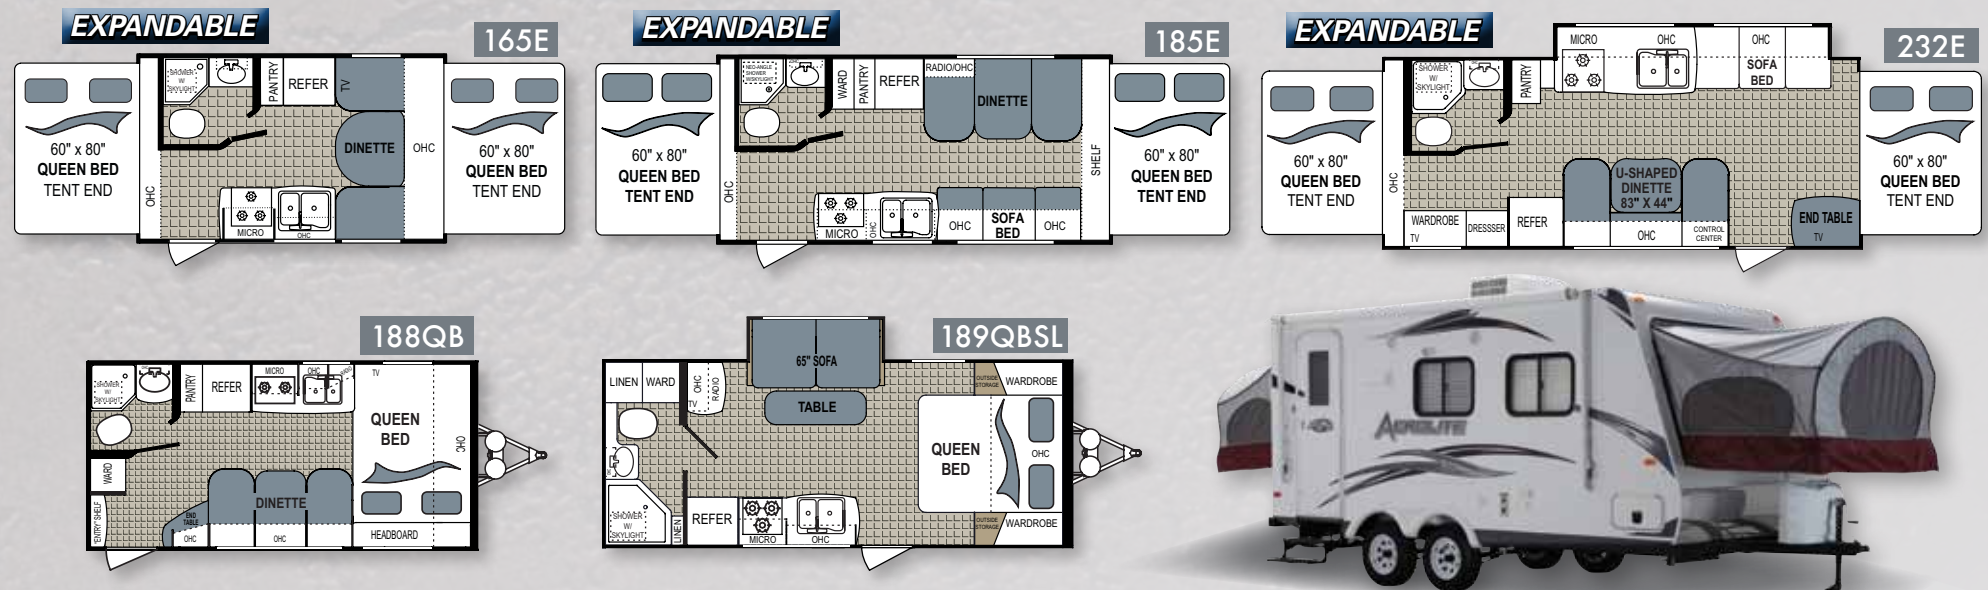 EXPANDABLE
165E
SHOWER
W/
SKYLIGHT
PANTRY
REFER
TV
60" x 80"
QUEEN BED
TENT END
DINETTE
OHC
60" x 80"
QUEEN BED
TENT END
OHC
MICRO
OHC
EXPANDABLE
185E
NEO-ANGLE
SHOWER
W/SKYLIGHT
WARD
PANTRY
REFER
RADIO/OHC
DINETTE
60" x 80"
QUEEN BED
TENT END
SHELF
60" x 80"
QUEEN BED
TENT END
OHC
MICRO
OHC
OHC
SOFA
BED
OHC
EXPANDABLE
232E
SHOWER
W/
SKYLIGHT
PANTRY
MICRO
OHC
OHC
SOFA
BED
60" x 80"
QUEEN BED
TENT END
OHC
U-SHAPED
DINETTE
83" X 44"
60" x 80"
QUEEN BED
TENT END
WARDROBE
TV
DRESSSER
REFER
OHC
CONTROL
CENTER
END TABLE
TV
188QB
SHOWER
W/
SKYLIGHT
PANTRY
REFER
MICRO
OHC
RADIO
TV
QUEEN
BED
OHC
WARD
ENTRY SHELF
END
TABLE
OHC
DINETTE
OHC
HEADBOARD
189QBSL
LINEN
WARD
OHC
RADIO
TV
65" SOFA
TABLE
OUTSIDE
STORAGE
WARDROBE
QUEEN
BED
OHC
SHOWER
W/
SKYLIGHT
LINEN
REFER
MICRO
OHC
OUTSIDE
STORAGE
WARDROBE
AEROLITE